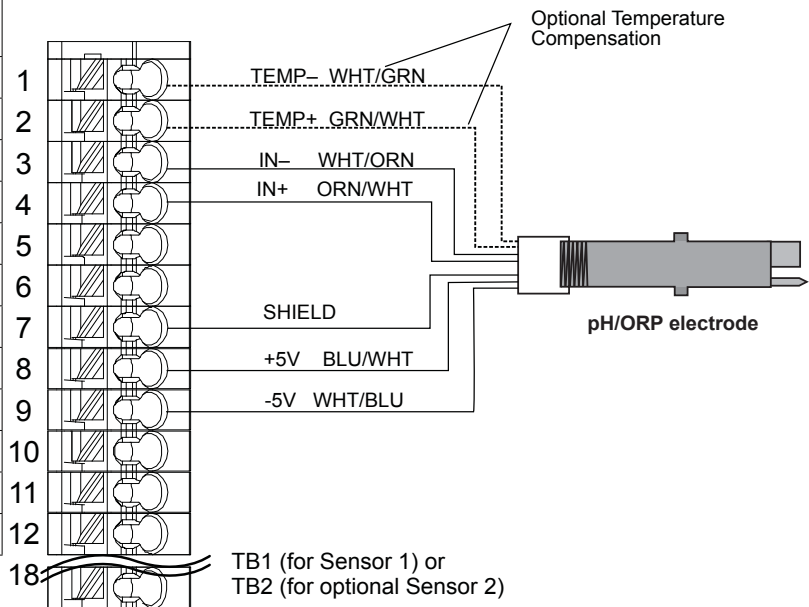 Optional Temperature
Compensation
1
TEMP– WHT/GRN
2
TEMP+ GRN/WHT
3
IN– WHT/ORN
4
IN+ ORN/WHT
5
6
7
SHIELD
pH/ORP electrode
8
+5V BLU/WHT
9
-5V WHT/BLU
10
11
12
18
TB1 (for Sensor 1) or
TB2 (for optional Sensor 2)